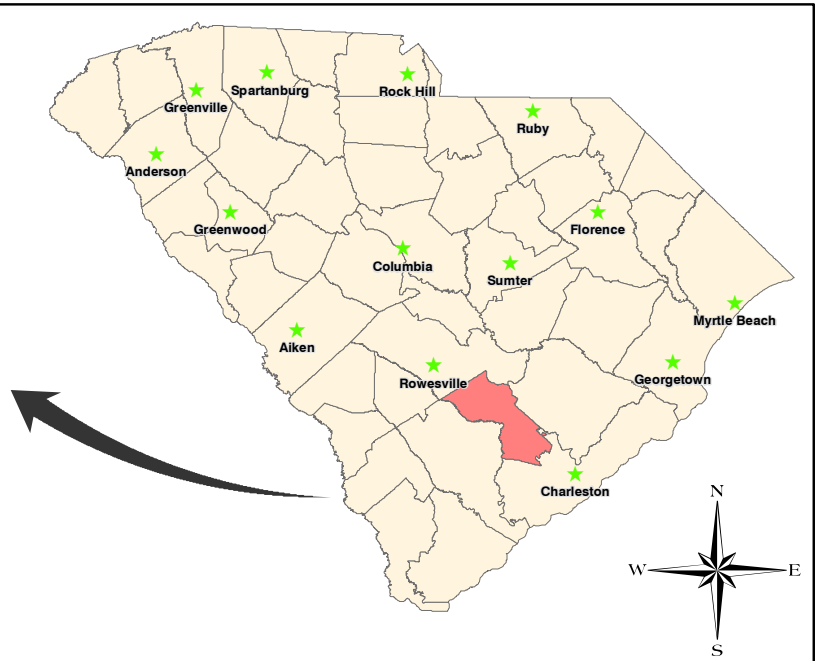 Rock Hill
Spartanburg
Greenville
Ruby
Anderson
Greenwood
Florence
Columbia
Sumter
Myrtle Beach
Aiken
Rowesville
Georgetown
Charleston
N
W E
S